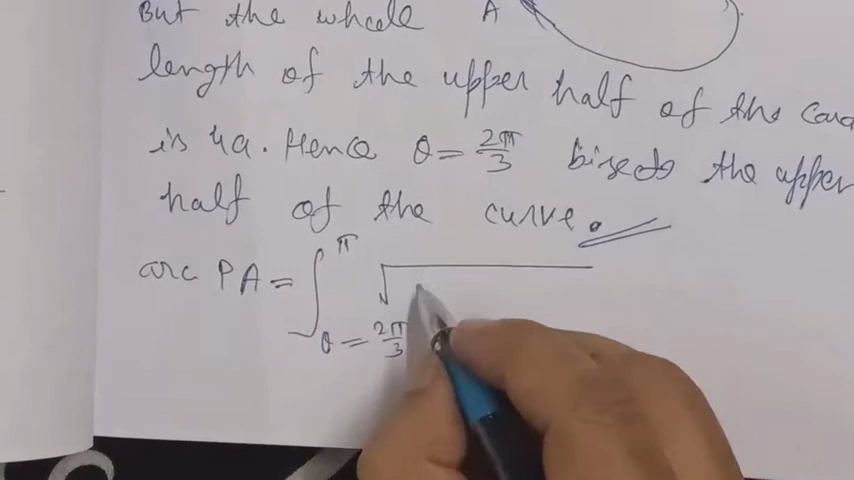 But the whole A
length of the upper half of the
is 4a. Hence θ = 2π/3 bisects the upper
half of the curve.
arc PA = ∫_{θ = 2π/3}^{π} √